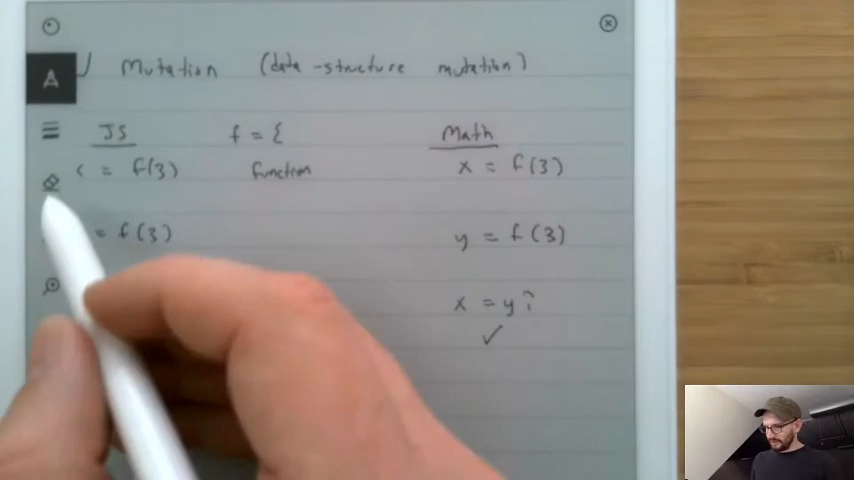 Mutation (data-structure mutation)
JS f = { Math
= f(3) function x = f(3)
= f(3) y = f(3)
x = y?
✓